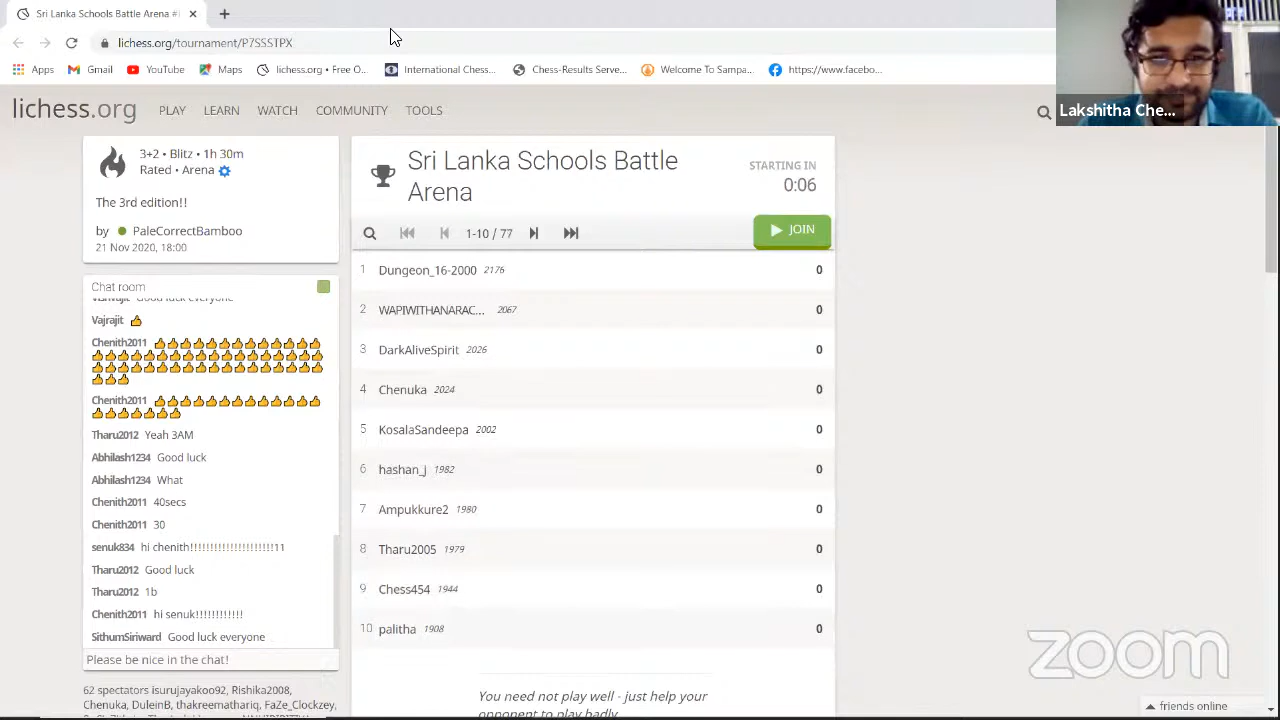 Sri Lanka Schools Battle Arena #
lichess.org/tournament/P7SSSTPX
Apps Gmail YouTube Maps lichess.org • Free O... International Chess... Chess-Results Serve... Welcome To Sampa... https://www.facebo...
lichess.org PLAY LEARN WATCH COMMUNITY TOOLS
Lakshitha Che...
3+2 • Blitz • 1h 30m
Rated • Arena
The 3rd edition!!
by PaleCorrectBamboo
21 Nov 2020, 18:00
Chat room
Good luck everyone
Vajrajit 👍
Chenith2011 👍👍👍👍👍👍👍👍👍👍👍👍👍
👍👍👍👍👍👍👍👍👍👍👍👍👍👍👍👍👍👍
👍👍👍👍👍👍👍👍👍👍👍👍👍👍👍👍👍👍
👍👍👍
Chenith2011 👍👍👍👍👍👍👍👍👍👍👍👍👍
👍👍👍👍👍👍👍
Tharu2012 Yeah 3AM
Abhilash1234 Good luck
Abhilash1234 What
Chenith2011 40secs
Chenith2011 30
senuk834 hi chenith!!!!!!!!!!!!!!!!!!!!!11
Tharu2012 Good luck
Tharu2012 1b
Chenith2011 hi senuk!!!!!!!!!!!!
SithumSiriward Good luck everyone
Please be nice in the chat!
62 spectators isurujayakoo92, Rishika2008,
Chenuka, DuleinB, thakreemathariq, FaZe_Clockzey,
Sri Lanka Schools Battle
Arena
STARTING IN
0:06
1-10 / 77
JOIN
1 Dungeon_16-2000 2176 0
2 WAPIWITHANARAC... 2067 0
3 DarkAliveSpirit 2026 0
4 Chenuka 2024 0
5 KosalaSandeepa 2002 0
6 hashan_j 1982 0
7 Ampukkure2 1980 0
8 Tharu2005 1979 0
9 Chess454 1944 0
10 palitha 1908 0
You need not play well - just help your
opponent to play badly.
zoom
friends online